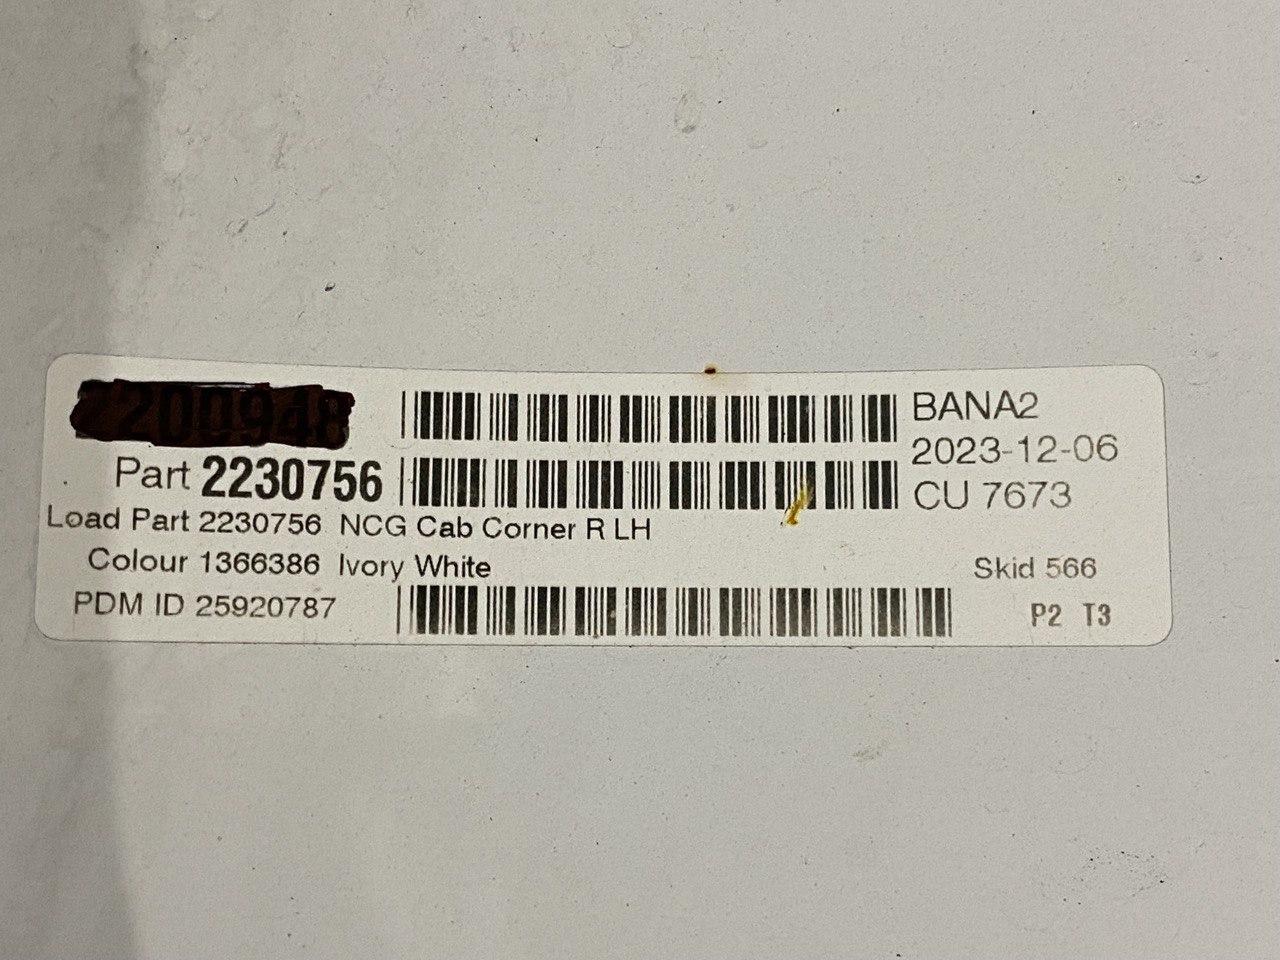 BANA2
2023-12-06
Part 2230756
CU 7673
Load Part 2230756 NCG Cab Corner R LH
Colour 1366386 Ivory White
Skid 566
PDM ID 25920787
P2 T3